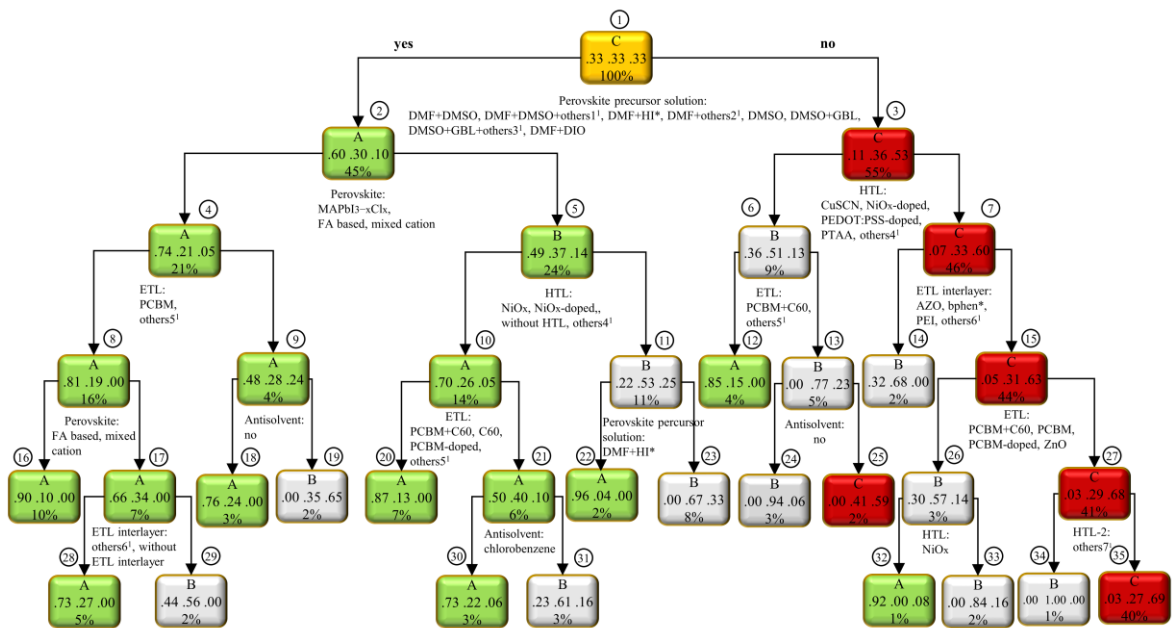 1
yes
C
.33 .33 .33
100%
no
Perovskite precursor solution:
DMF+DMSO, DMF+DMSO+others1¹, DMF+HI*, DMF+others2¹, DMSO, DMSO+GBL,
DMSO+GBL+others3¹, DMF+DIO
2
A
.60 .30 .10
45%
3
C
.11 .36 .53
55%
Perovskite:
MAPbI3−xClx,
FA based, mixed cation
HTL:
CuSCN, NiOx-doped,
PEDOT:PSS-doped,
PTAA, others4¹
4
A
.74 .21 .05
21%
5
B
.49 .37 .14
24%
6
B
.36 .51 .13
9%
7
C
.07 .33 .60
46%
ETL:
PCBM,
others5¹
HTL:
NiOx, NiOx-doped,,
without HTL, others4¹
ETL:
PCBM+C60,
others5¹
ETL interlayer:
AZO, bphen*,
PEI, others6¹
8
A
.81 .19 .00
16%
9
A
.48 .28 .24
4%
10
A
.70 .26 .05
14%
11
B
.22 .53 .25
11%
12
A
.85 .15 .00
4%
13
B
.00 .77 .23
5%
14
B
.32 .68 .00
2%
15
C
.05 .31 .63
44%
Perovskite:
FA based, mixed
cation
Antisolvent:
no
ETL:
PCBM+C60, C60,
PCBM-doped,
others5¹
Perovskite percursor
solution:
DMF+HI*
Antisolvent:
no
ETL:
PCBM+C60, PCBM,
PCBM-doped, ZnO
16
A
.90 .10 .00
10%
17
A
.66 .34 .00
7%
18
A
.76 .24 .00
3%
19
B
.00 .35 .65
2%
20
A
.87 .13 .00
7%
21
A
.50 .40 .10
6%
22
A
.96 .04 .00
2%
23
B
.00 .67 .33
8%
24
B
.00 .94 .06
3%
25
C
.00 .41 .59
2%
26
B
.30 .57 .14
3%
27
C
.03 .29 .68
41%
ETL interlayer:
others6¹, without
ETL interlayer
Antisolvent:
chlorobenzene
HTL:
NiOx
HTL-2:
others7¹
28
A
.73 .27 .00
5%
29
B
.44 .56 .00
2%
30
A
.73 .22 .06
3%
31
B
.23 .61 .16
3%
32
A
.92 .00 .08
1%
33
B
.00 .84 .16
2%
34
B
.00 1.00 .00
1%
35
C
.03 .27 .69
40%